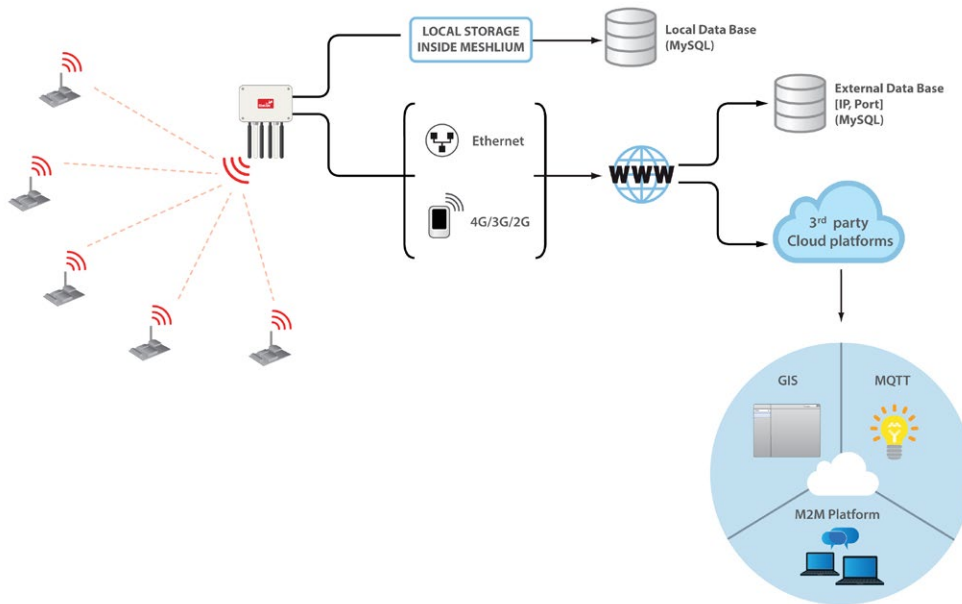 LOCAL STORAGE
INSIDE MESHLIUM
Local Data Base
(MySQL)
External Data Base
[IP, Port]
(MySQL)
Ethernet
4G/3G/2G
WWW
3rd party
Cloud platforms
GIS
MQTT
M2M Platform